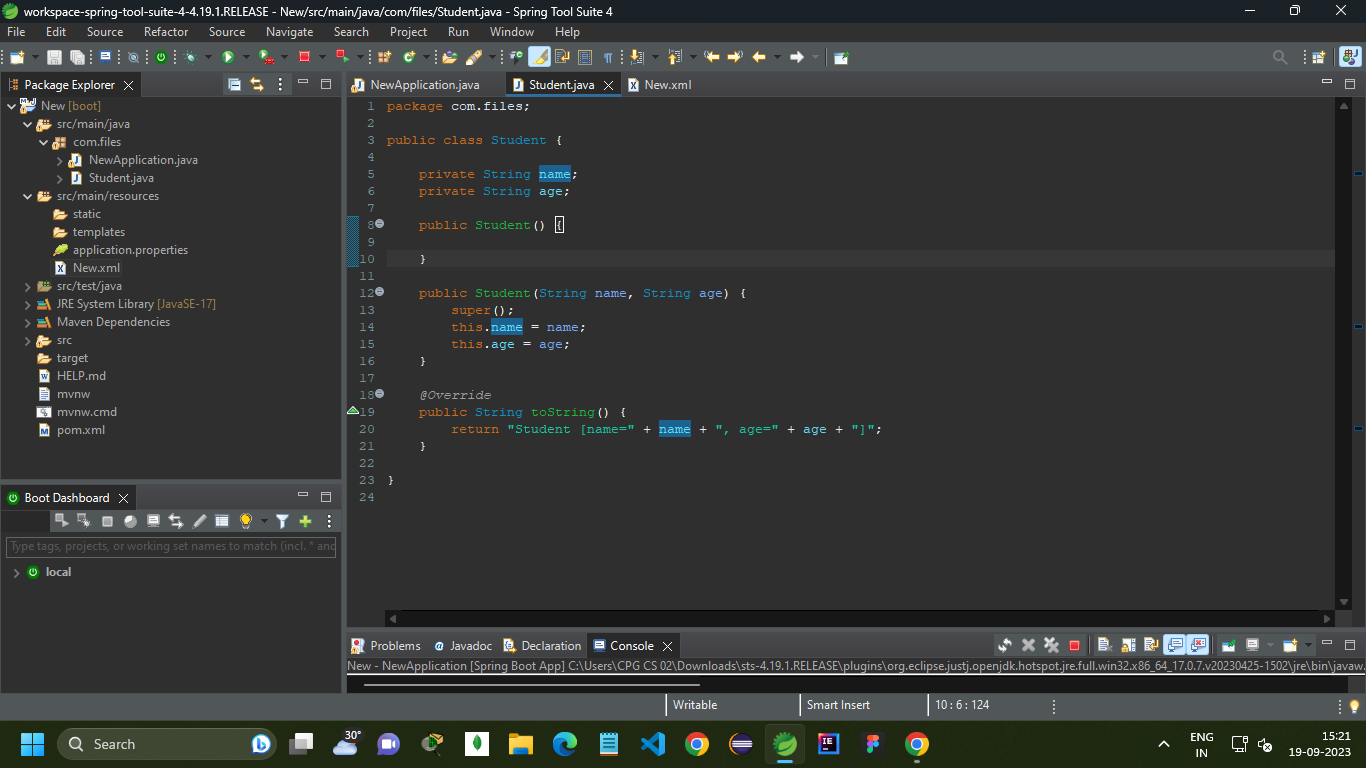 workspace-spring-tool-suite-4-4.19.1.RELEASE - New/src/main/java/com/files/Student.java - Spring Tool Suite 4
File Edit Source Refactor Source Navigate Search Project Run Window Help
Package Explorer
New [boot]
src/main/java
com.files
NewApplication.java
Student.java
src/main/resources
static
templates
application.properties
New.xml
src/test/java
JRE System Library [JavaSE-17]
Maven Dependencies
src
target
HELP.md
mvnw
mvnw.cmd
pom.xml
Boot Dashboard
Type tags, projects, or working set names to match (incl. * and
local
NewApplication.java Student.java New.xml
1 package com.files;
2
3 public class Student {
4
5 private String name;
6 private String age;
7
8 public Student() {
9
10 }
11
12 public Student(String name, String age) {
13 super();
14 this.name = name;
15 this.age = age;
16 }
17
18 @Override
19 public String toString() {
20 return "Student [name=" + name + ", age=" + age + "]";
21 }
22
23 }
24
Problems Javadoc Declaration Console
New - NewApplication [Spring Boot App] C:\Users\CPG CS 02\Downloads\sts-4.19.1.RELEASE\plugins\org.eclipse.justj.openjdk.hotspot.jre.full.win32.x86_64_17.0.7.v20230425-1502\jre\bin\javaw.
Writable Smart Insert 10 : 6 : 124
Search
30°
ENG
IN
15:21
19-09-2023